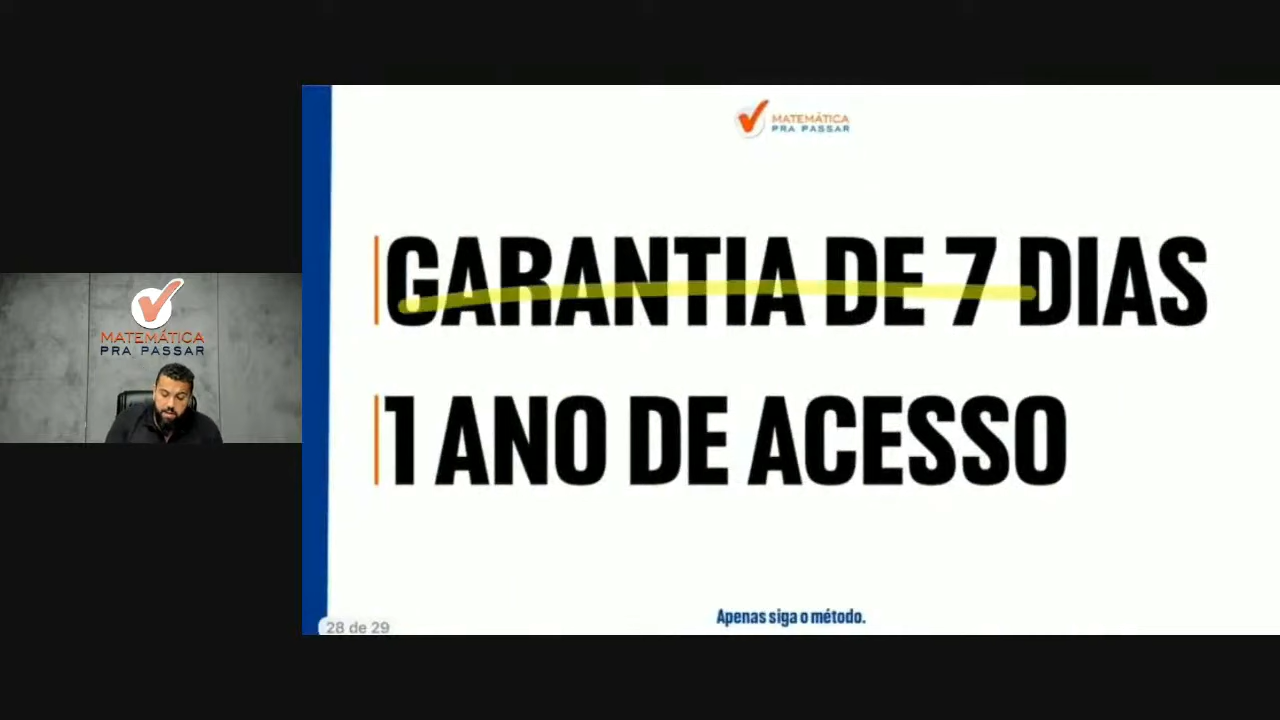 MATEMÁTICA
PRA PASSAR
MATEMÁTICA
PRA PASSAR
GARANTIA DE 7 DIAS
1 ANO DE ACESSO
Apenas siga o método.
28 de 29